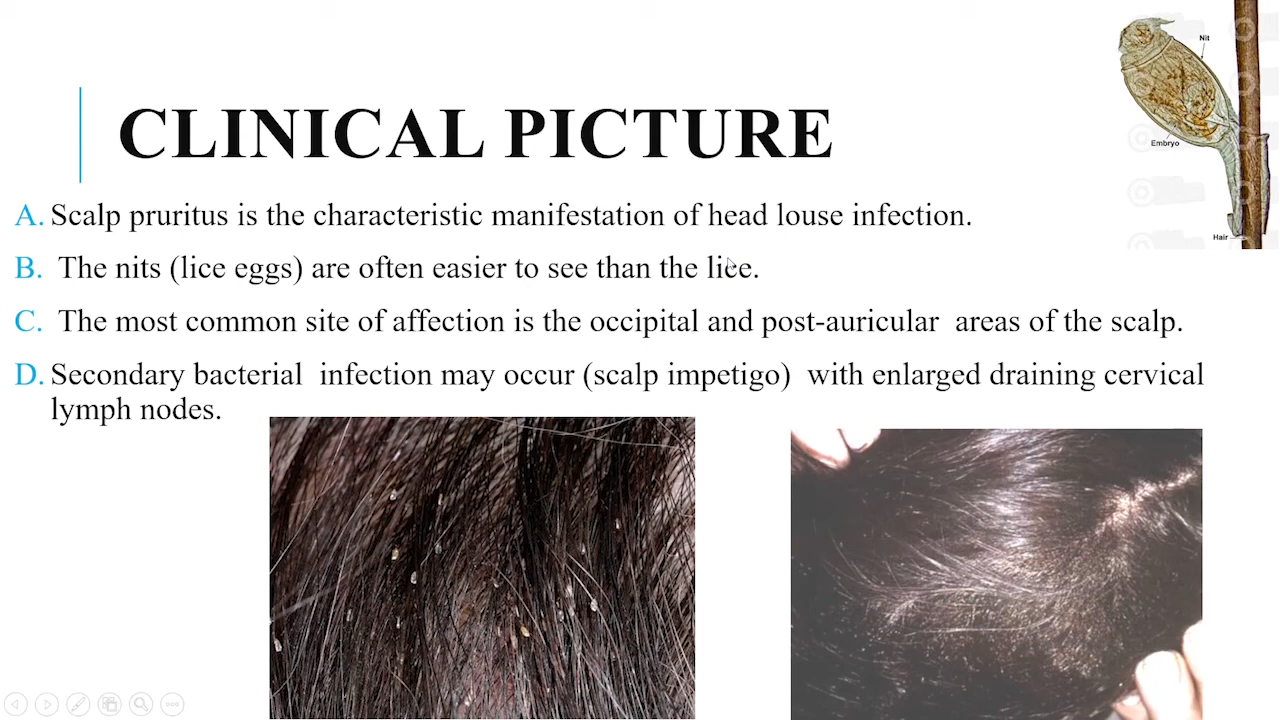 Nit
CLINICAL PICTURE
Embryo
A. Scalp pruritus is the characteristic manifestation of head louse infection.
Hair
B. The nits (lice eggs) are often easier to see than the lice.
C. The most common site of affection is the occipital and post-auricular areas of the scalp.
D. Secondary bacterial infection may occur (scalp impetigo) with enlarged draining cervical
lymph nodes.